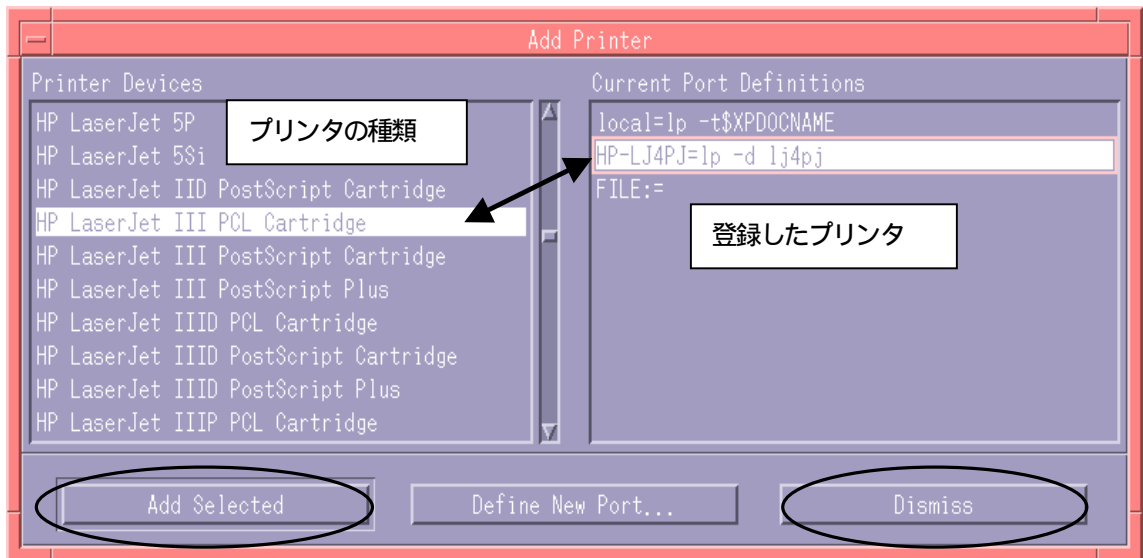 Add Printer
Printer Devices
HP LaserJet 5P
HP LaserJet 5Si
HP LaserJet IID PostScript Cartridge
HP LaserJet III PCL Cartridge
HP LaserJet III PostScript Cartridge
HP LaserJet III PostScript Plus
HP LaserJet IIID PCL Cartridge
HP LaserJet IIID PostScript Cartridge
HP LaserJet IIID PostScript Plus
HP LaserJet IIIP PCL Cartridge
プリンタの種類
Current Port Definitions
local=lp -t$XPDOCNAME
HP-LJ4PJ=lp -d lj4pj
FILE:=
登録したプリンタ
Add Selected
Define New Port...
Dismiss